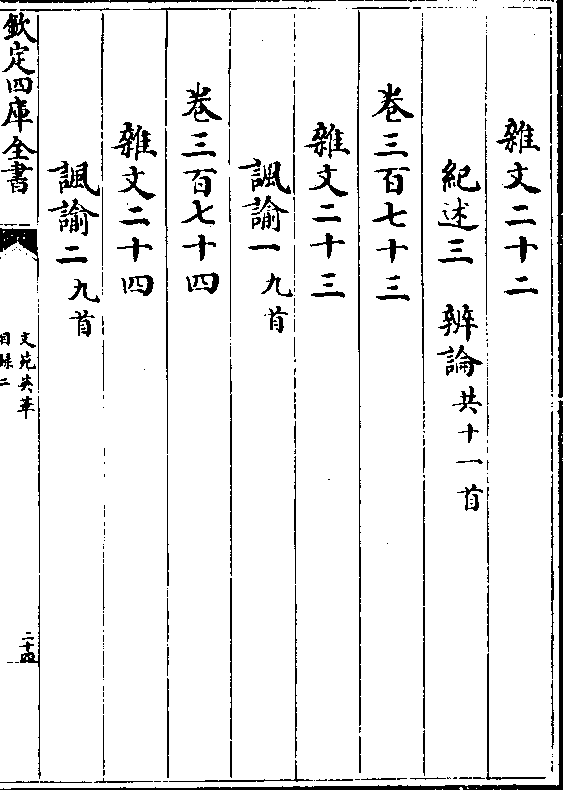 雜文二十二
紀述三　辨論共十一首
卷三百七十三
雜文二十三
諷諭一九首
卷三百七十四
雜文二十四
諷諭二九首
欽定四庫全書
文苑英華
目録二
二十四